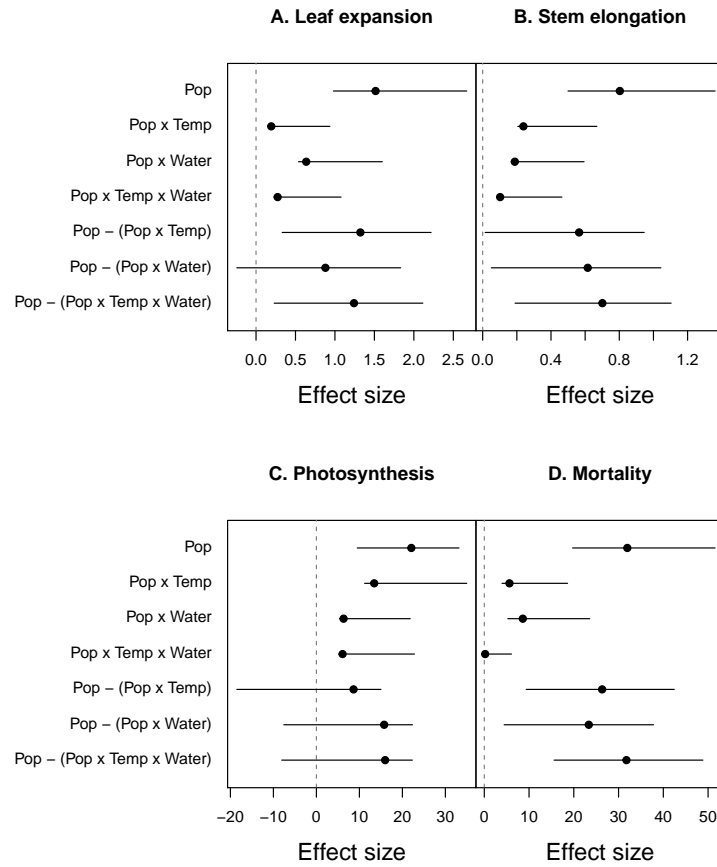 A. Leaf expansion
B. Stem elongation
Pop
Pop x Temp
Pop x Water
Pop x Temp x Water
Pop − (Pop x Temp)
Pop − (Pop x Water)
Pop − (Pop x Temp x Water)
0.0 0.5 1.0 1.5 2.0 2.5
0.0 0.4 0.8 1.2
Effect size
Effect size
C. Photosynthesis
D. Mortality
Pop
Pop x Temp
Pop x Water
Pop x Temp x Water
Pop − (Pop x Temp)
Pop − (Pop x Water)
Pop − (Pop x Temp x Water)
−20 −10 0 10 20 30
0 10 20 30 40 50
Effect size
Effect size